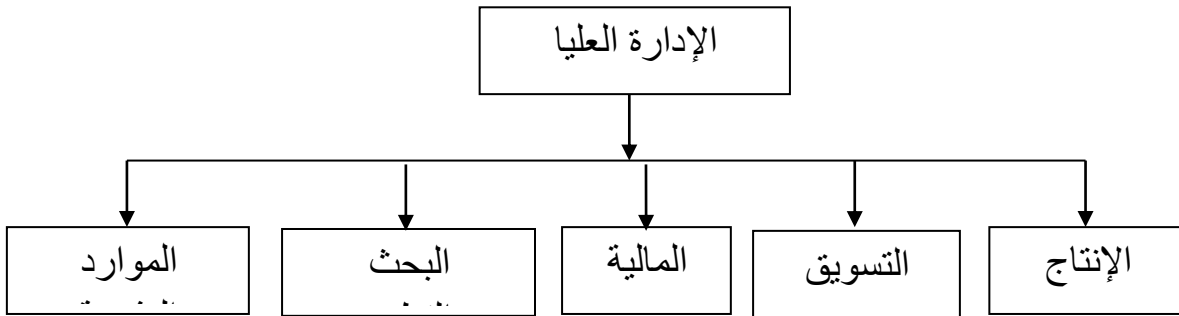 الإدارة العليا
الإنتاج
التسويق
المالية
البحث
الموارد